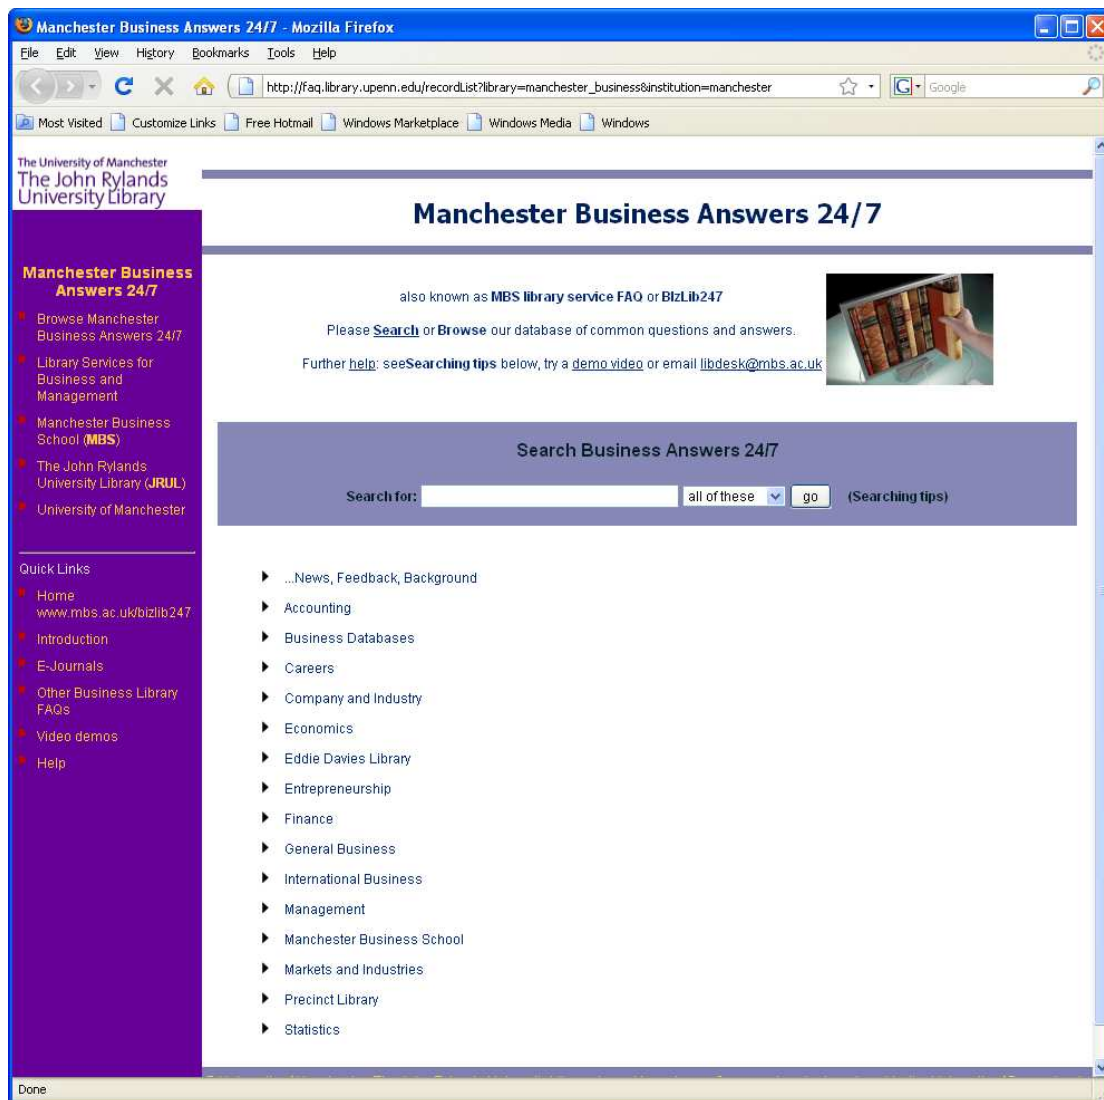 Manchester Business Answers 24/7 - Mozilla Firefox
File Edit View History Bookmarks Tools Help
http://faq.library.upenn.edu/recordList?library=manchester_business&institution=manchester
G Google
Most Visited Customize Links Free Hotmail Windows Marketplace Windows Media Windows
The University of Manchester
The John Rylands
University Library
Manchester Business Answers 24/7
Manchester Business
Answers 24/7
Browse Manchester
Business Answers 24/7
Library Services for
Business and
Management
Manchester Business
School (MBS)
The John Rylands
University Library (JRUL)
University of Manchester
Quick Links
Home
www.mbs.ac.uk/bizlib247
Introduction
E-Journals
Other Business Library
FAQs
Video demos
Help
also known as MBS library service FAQ or BIzLib247
Please Search or Browse our database of common questions and answers.
Further help: seeSearching tips below, try a demo video or email libdesk@mbs.ac.uk
Search Business Answers 24/7
Search for: all of these go (Searching tips)
...News, Feedback, Background
Accounting
Business Databases
Careers
Company and Industry
Economics
Eddie Davies Library
Entrepreneurship
Finance
General Business
International Business
Management
Manchester Business School
Markets and Industries
Precinct Library
Statistics
Done